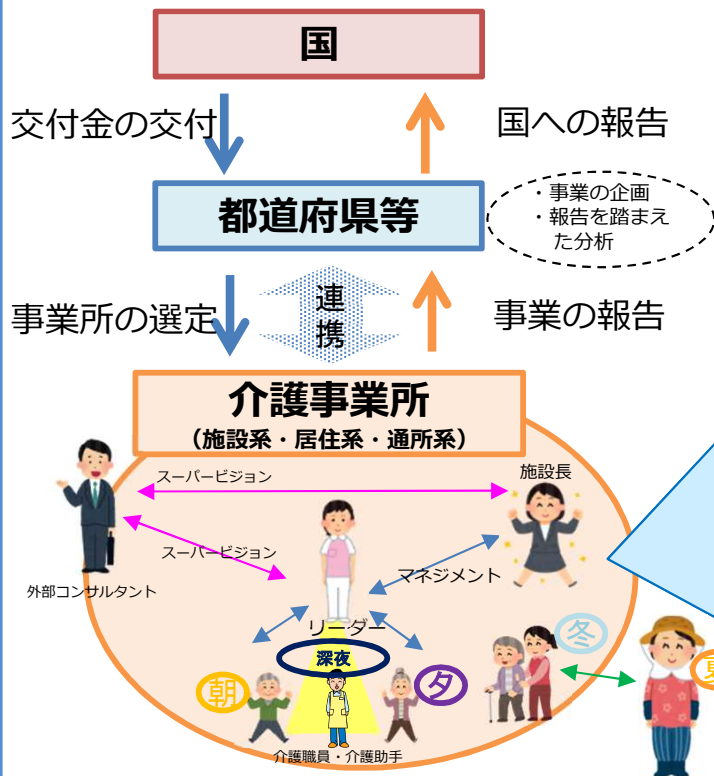 国
交付金の交付
国への報告
都道府県等
・事業の企画
・報告を踏まえ
た分析
事業所の選定
連
携
事業の報告
介護事業所
（施設系・居住系・通所系）
スーパービジョン
施設長
スーパービジョン
マネジメント
外部コンサルタント
リーダー
深夜
朝
夕
冬
夏
介護職員・介護助手